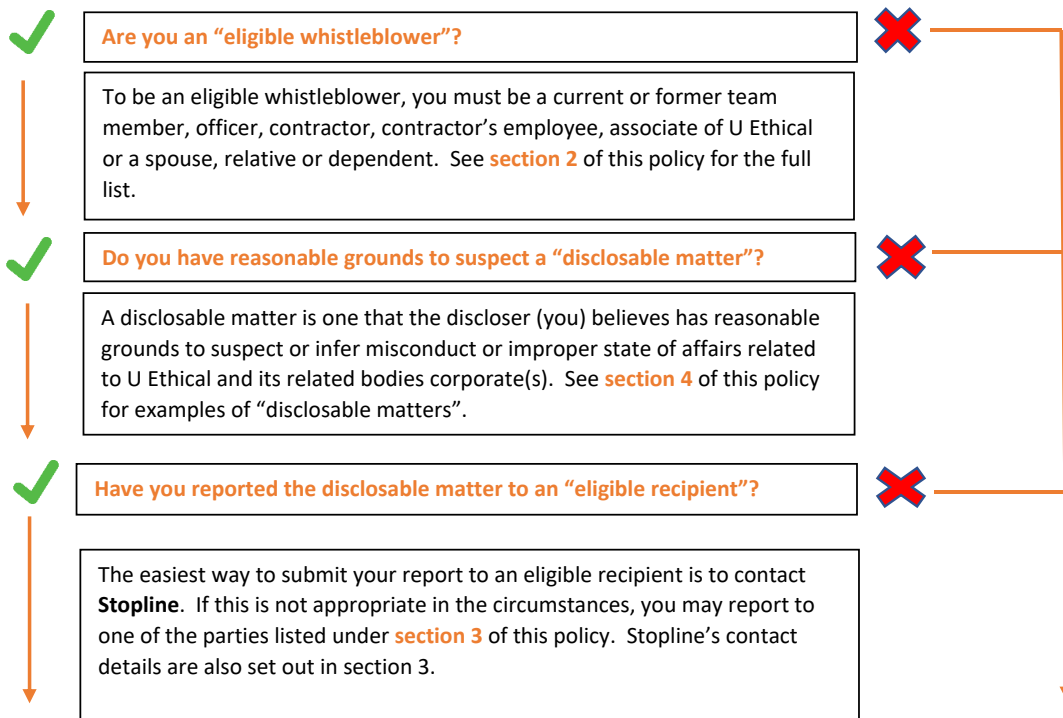 Are you an “eligible whistleblower”?
To be an eligible whistleblower, you must be a current or former team
member, officer, contractor, contractor’s employee, associate of U Ethical
or a spouse, relative or dependent.  See section 2 of this policy for the full
list.
Do you have reasonable grounds to suspect a “disclosable matter”?
A disclosable matter is one that the discloser (you) believes has reasonable
grounds to suspect or infer misconduct or improper state of affairs related
to U Ethical and its related bodies corporate(s).  See section 4 of this policy
for examples of “disclosable matters”.
Have you reported the disclosable matter to an “eligible recipient”?
The easiest way to submit your report to an eligible recipient is to contact
Stopline.  If this is not appropriate in the circumstances, you may report to
one of the parties listed under section 3 of this policy.  Stopline’s contact
details are also set out in section 3.